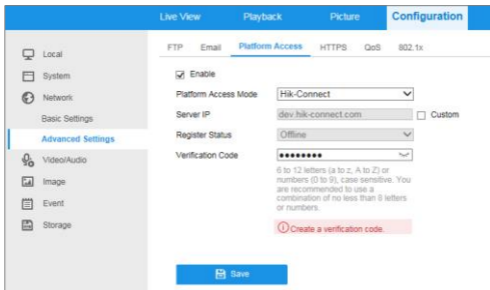 Live View Playback Picture Configuration
Local
System
Network
Basic Settings
Advanced Settings
Video/Audio
Image
Event
Storage
FTP Email Platform Access HTTPS QoS 802.1x
Enable
Platform Access Mode Hik-Connect
Server IP dev.hik-connect.com Custom
Register Status Offline
Verification Code ●●●●●●●●
6 to 12 letters (a to z, A to Z) or
numbers (0 to 9), case sensitive. You
are recommended to use a
combination of no less than 8 letters
or numbers.
Create a verification code.
Save